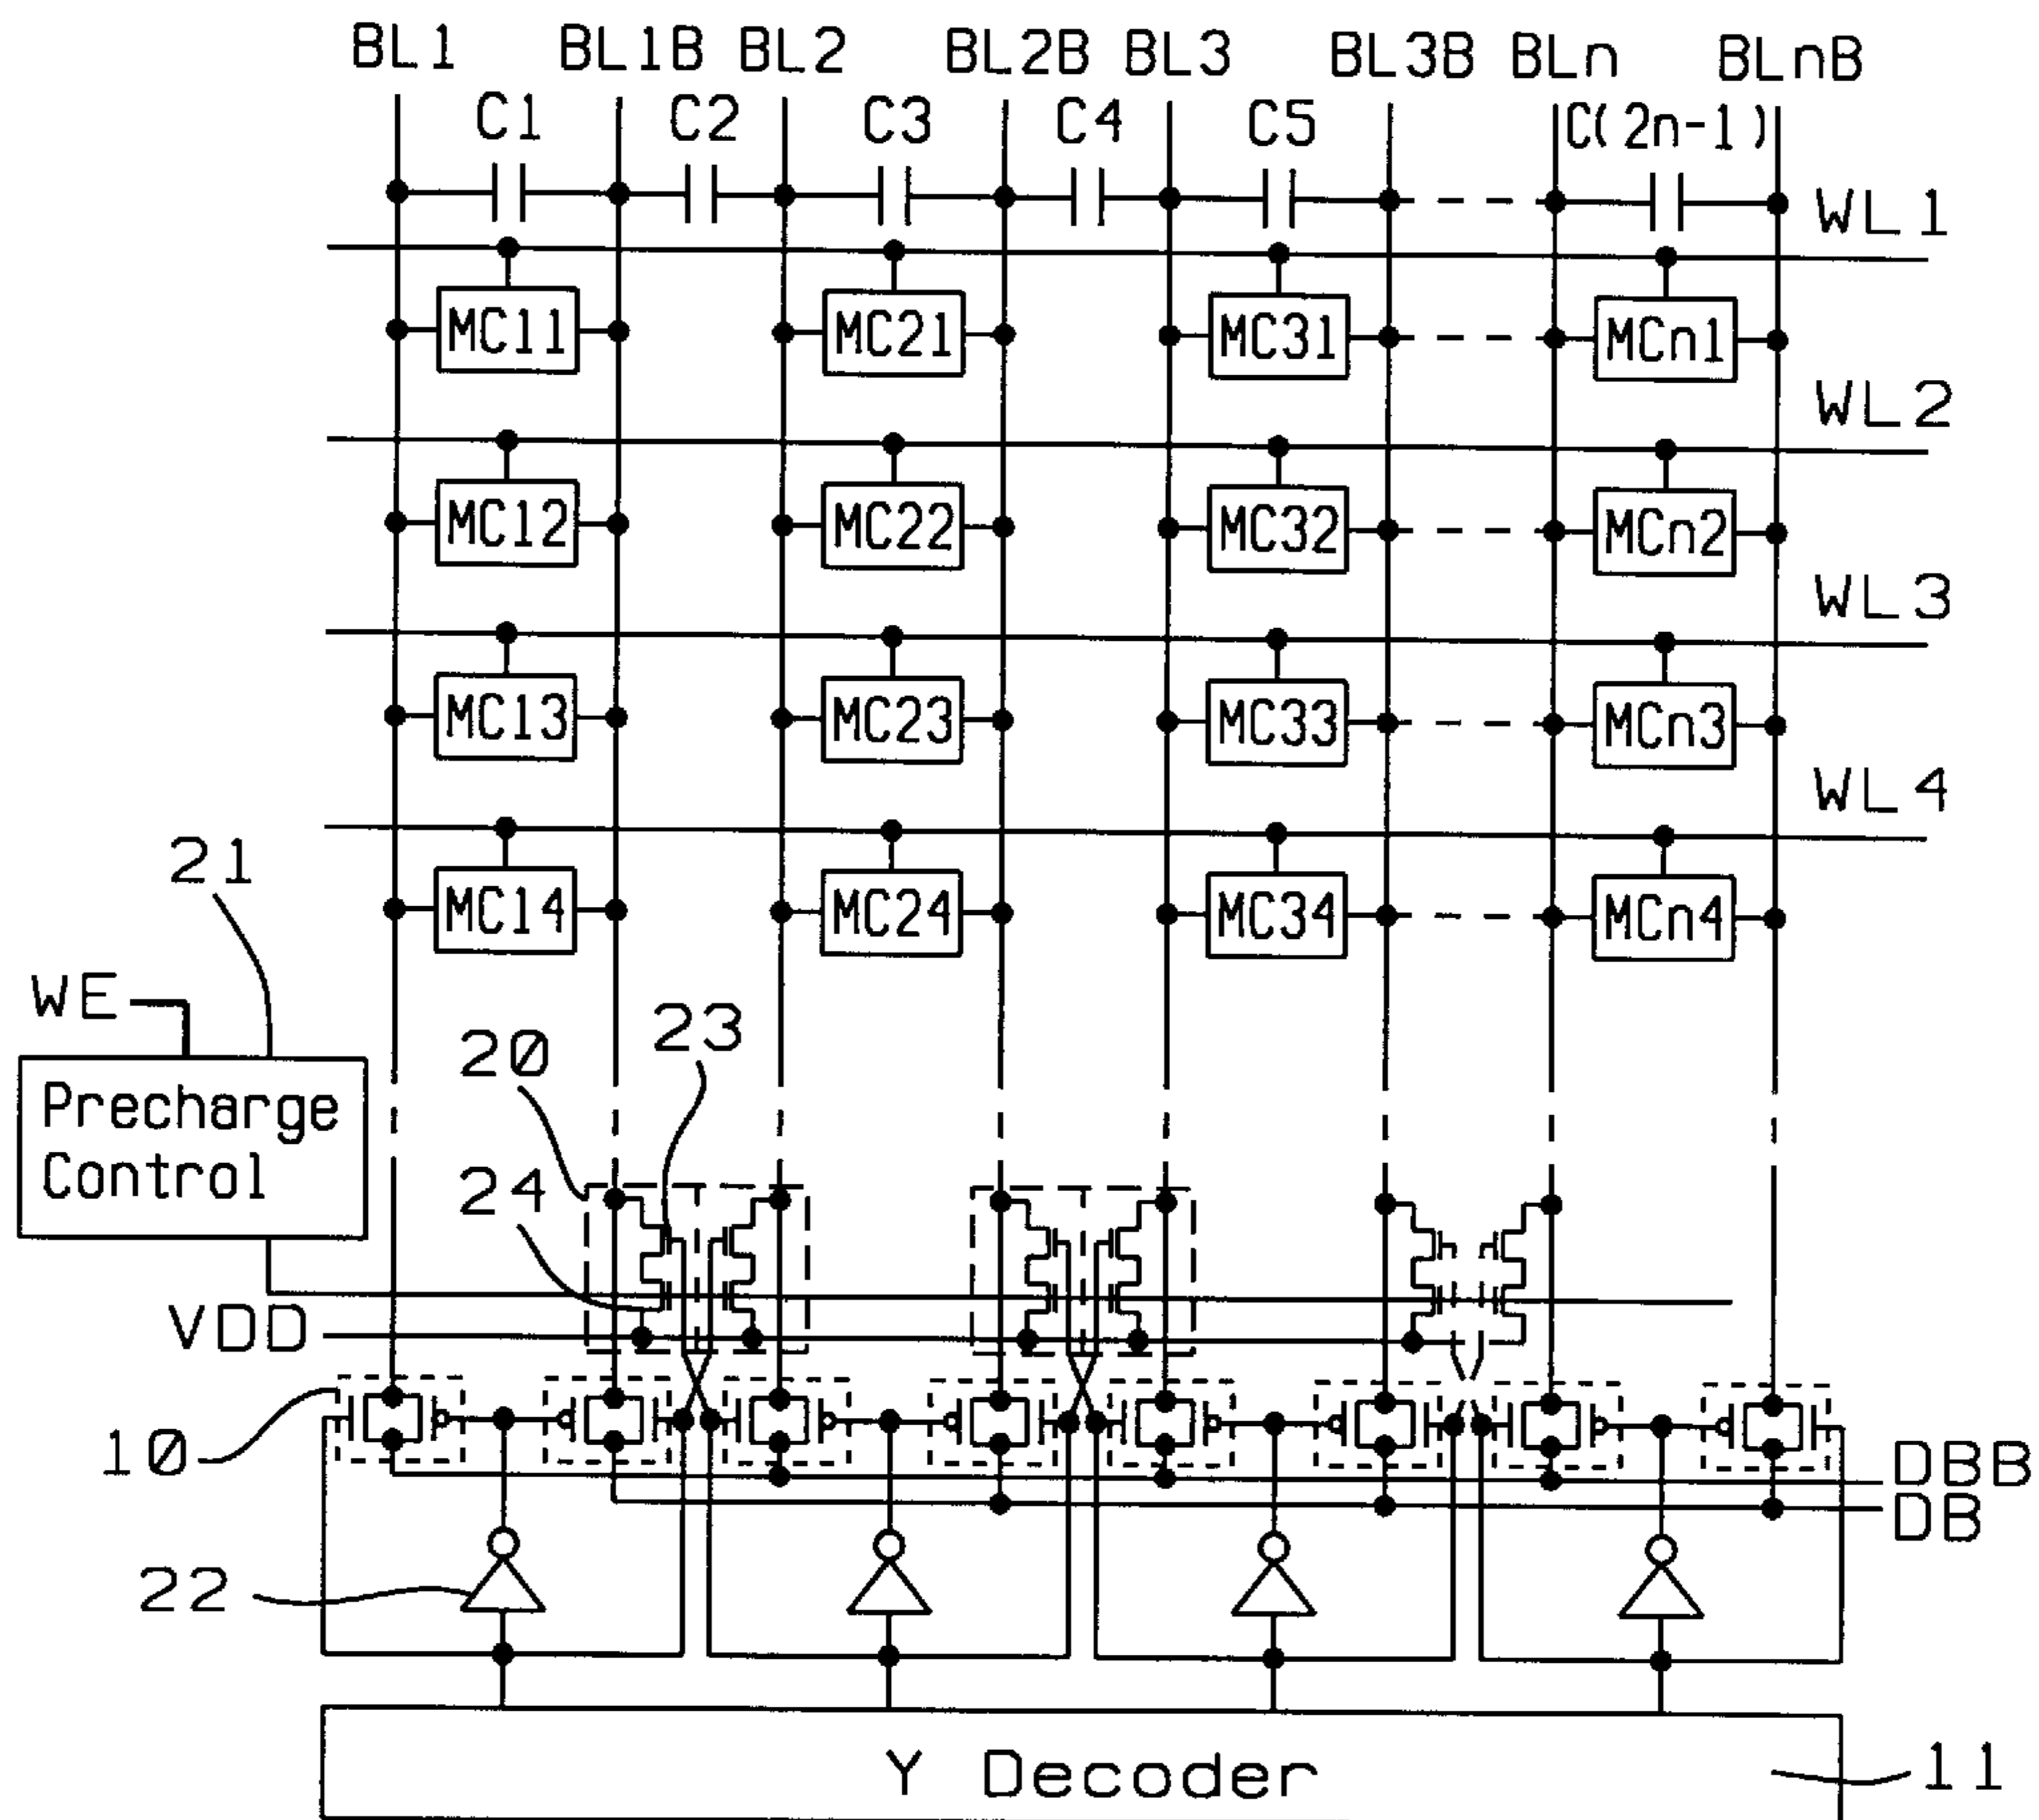 BL1 BL1B BL2 BL2B BL3 BL3B BLn BLnB
C1 C2 C3 C4 C5 C(2n-1)
WL1
MC11 MC21 MC31 MCn1
WL2
MC12 MC22 MC32 MCn2
WL3
MC13 MC23 MC33 MCn3
WL4
21
MC14 MC24 MC34 MCn4
WE
20 23
Precharge
Control
24
VDD
10
DBB
DB
22
Y Decoder
11